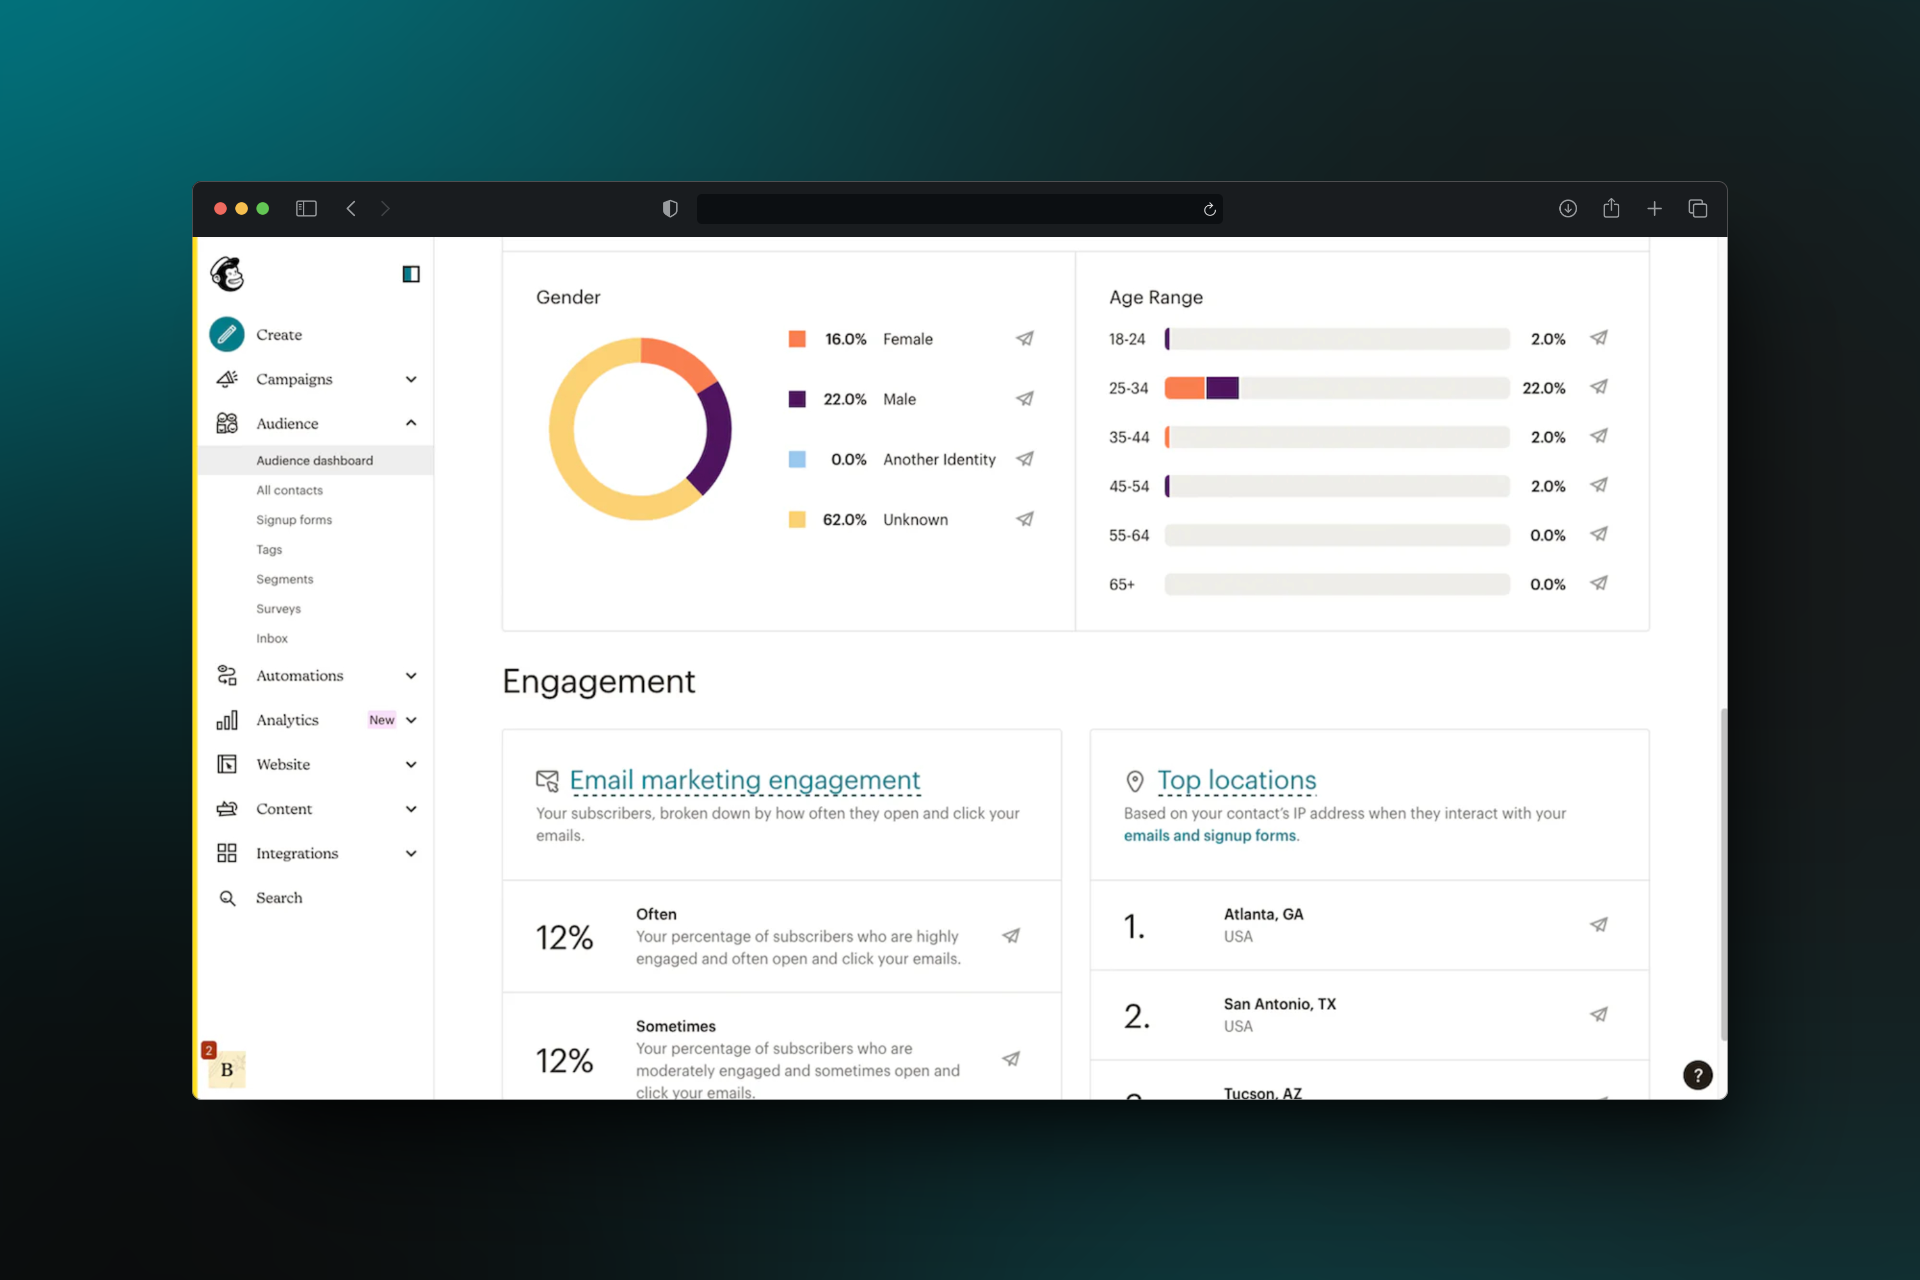 Create
Campaigns
Audience
Audience dashboard
All contacts
Signup forms
Tags
Segments
Surveys
Inbox
Automations
Analytics New
Website
Content
Integrations
Search
2
B
Gender
16.0% Female
22.0% Male
0.0% Another Identity
62.0% Unknown
Age Range
18-24 2.0%
25-34 22.0%
35-44 2.0%
45-54 2.0%
55-64 0.0%
65+ 0.0%
Engagement
Email marketing engagement
Your subscribers, broken down by how often they open and click your
emails.
12%
Often
Your percentage of subscribers who are highly
engaged and often open and click your emails.
12%
Sometimes
Your percentage of subscribers who are
moderately engaged and sometimes open and
click your emails.
Top locations
Based on your contact's IP address when they interact with your
emails and signup forms.
1.
Atlanta, GA
USA
2.
San Antonio, TX
USA
Tucson, AZ
?